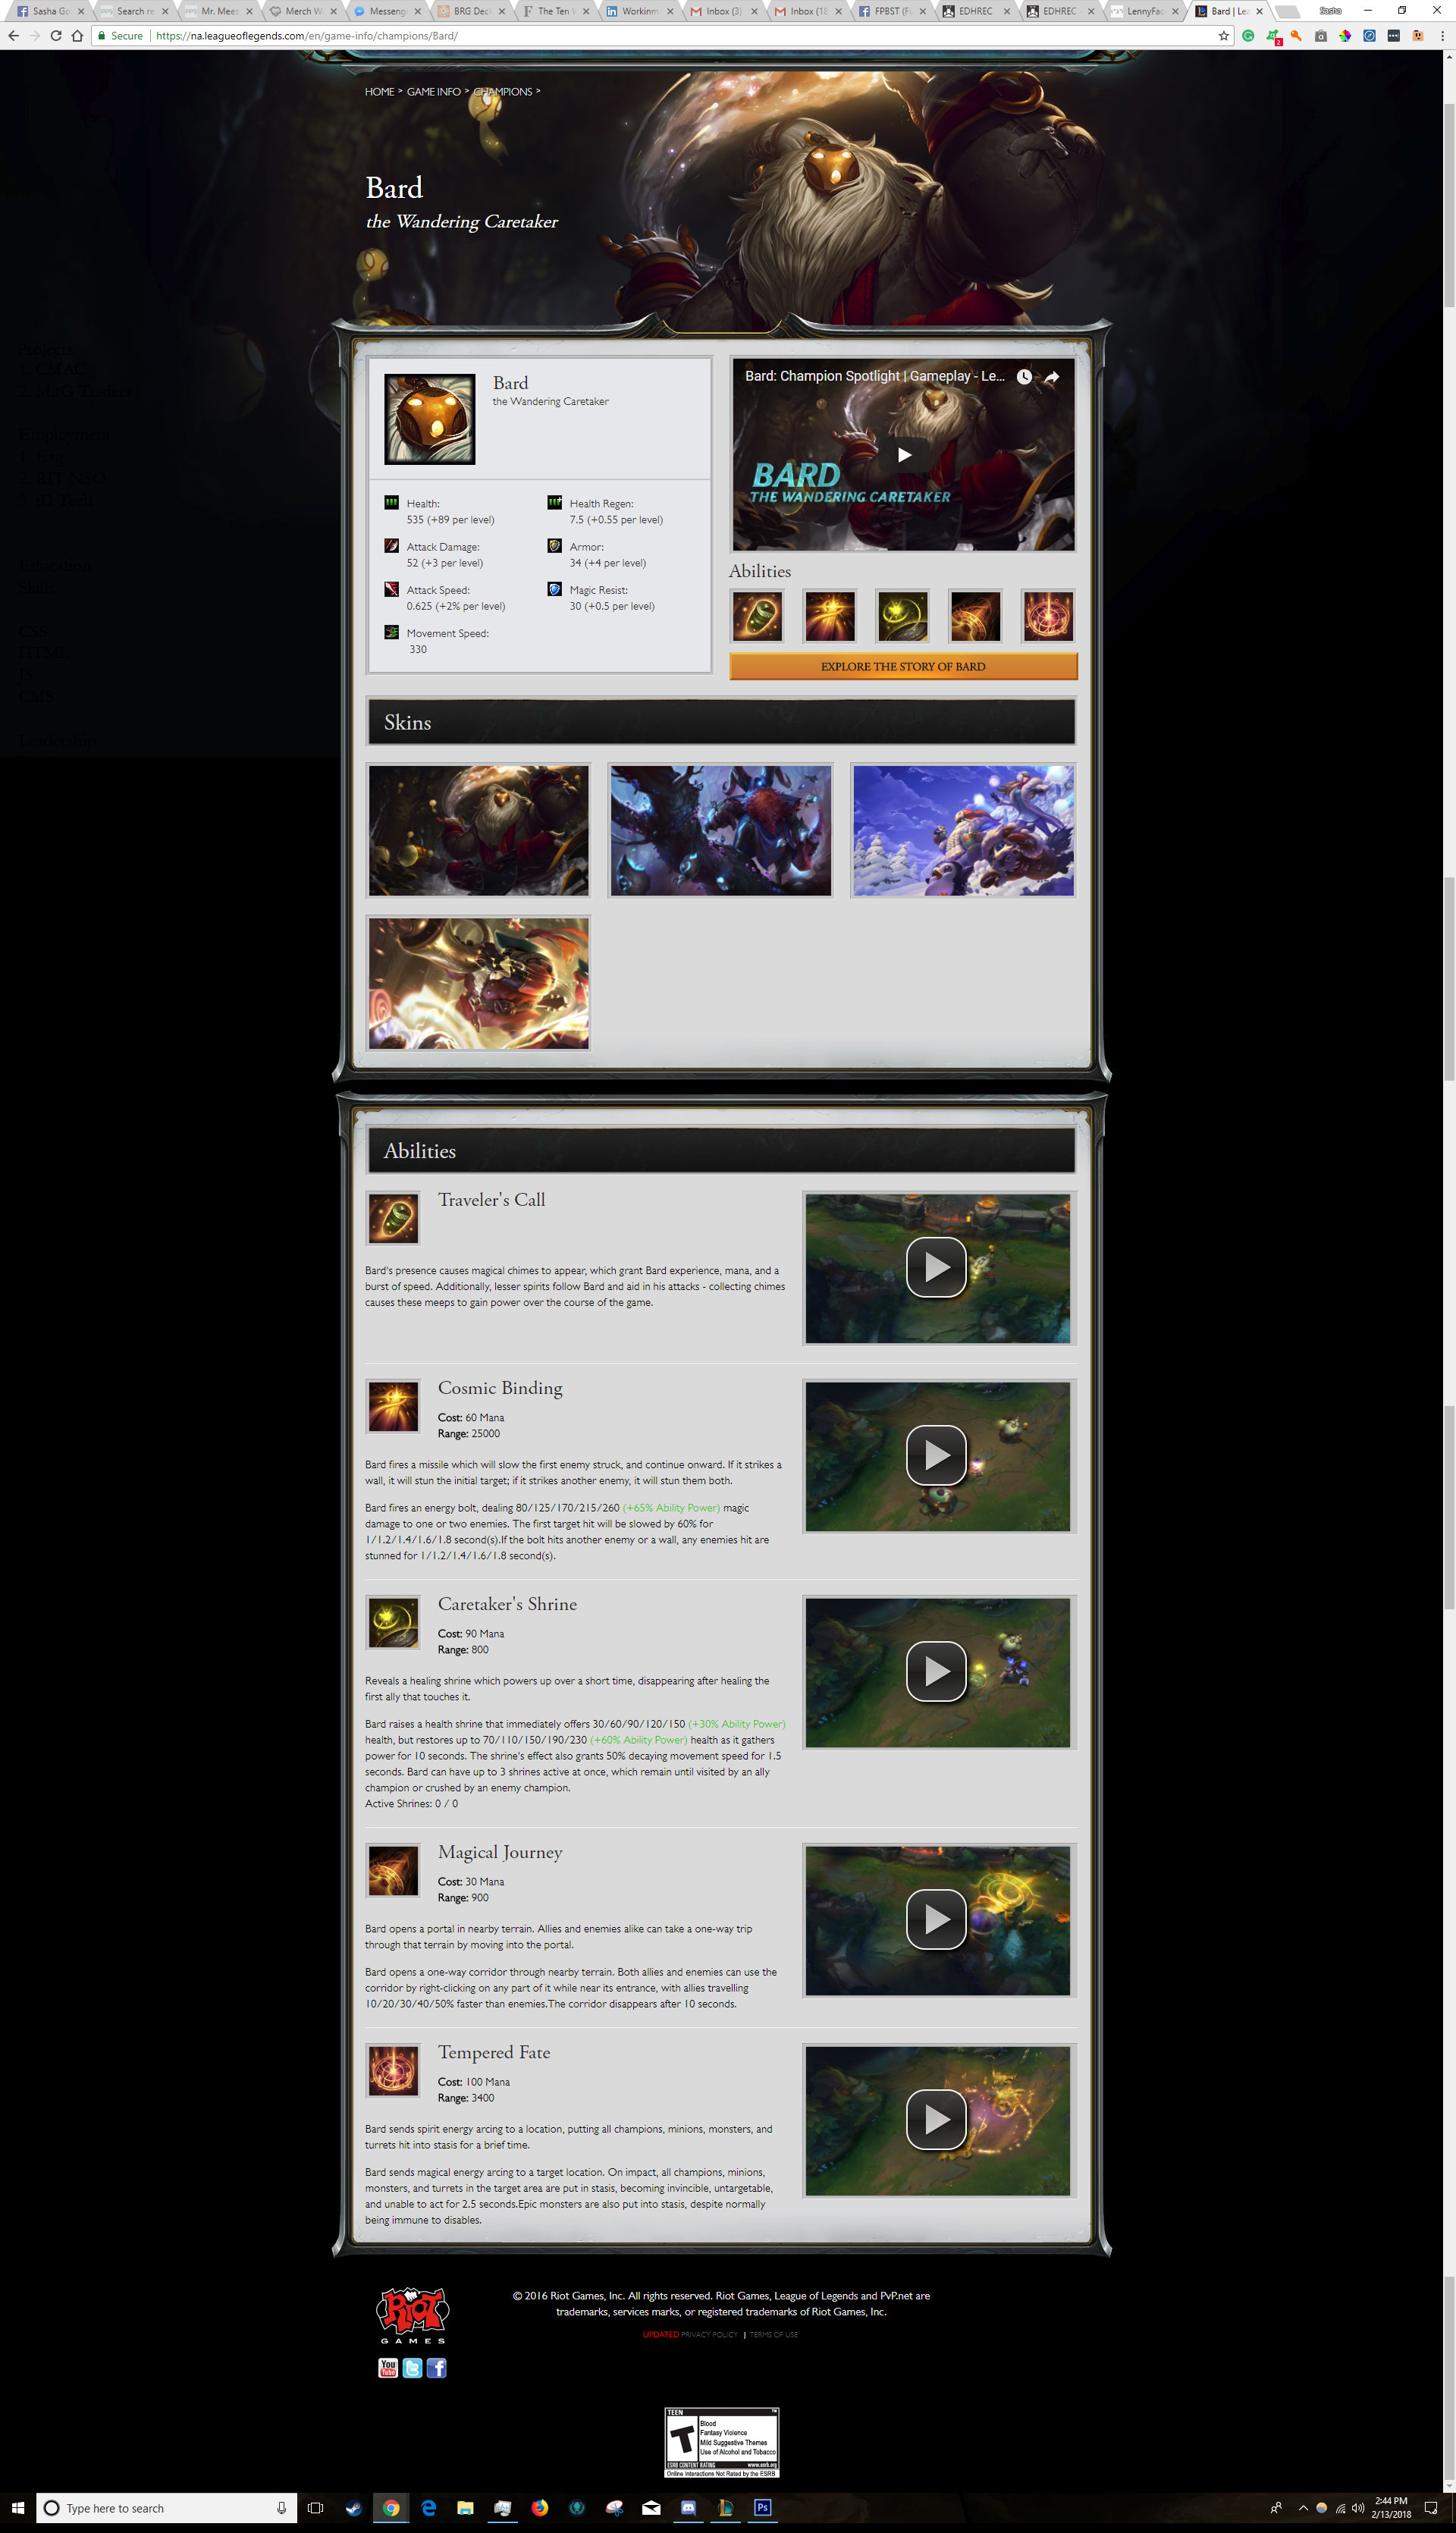 Sasha Go
Search re
Mr. Mees
Merch W
Messeng
BRG Deci
The Ten
Workinm
Inbox (3)
Inbox (18
FPBST (F
EDHREC
EDHREC
LennyFac
Bard | Lea
Sasha
Secure
https://na.leagueoflegends.com/en/game-info/champions/Bard/
HOME > GAME INFO > CHAMPIONS >
Bard
the Wandering Caretaker
Projects
1. CMAC
2. MTG Traders
Employment
1. Eng
2. RIT NSO
3. iD Tech
Education
Skills
CSS
HTML
JS
CMS
Leadership
Bard
the Wandering Caretaker
Health:
535 (+89 per level)
Health Regen:
7.5 (+0.55 per level)
Attack Damage:
52 (+3 per level)
Armor:
34 (+4 per level)
Attack Speed:
0.625 (+2% per level)
Magic Resist:
30 (+0.5 per level)
Movement Speed:
330
Bard: Champion Spotlight | Gameplay - Le...
BARD
THE WANDERING CARETAKER
Abilities
EXPLORE THE STORY OF BARD
Skins
Abilities
Traveler's Call
Bard's presence causes magical chimes to appear, which grant Bard experience, mana, and a
burst of speed. Additionally, lesser spirits follow Bard and aid in his attacks - collecting chimes
causes these meeps to gain power over the course of the game.
Cosmic Binding
Cost: 60 Mana
Range: 25000
Bard fires a missile which will slow the first enemy struck, and continue onward. If it strikes a
wall, it will stun the initial target; if it strikes another enemy, it will stun them both.
Bard fires an energy bolt, dealing 80/125/170/215/260 (+65% Ability Power) magic
damage to one or two enemies. The first target hit will be slowed by 60% for
1/1.2/1.4/1.6/1.8 second(s).If the bolt hits another enemy or a wall, any enemies hit are
stunned for 1/1.2/1.4/1.6/1.8 second(s).
Caretaker's Shrine
Cost: 90 Mana
Range: 800
Reveals a healing shrine which powers up over a short time, disappearing after healing the
first ally that touches it.
Bard raises a health shrine that immediately offers 30/60/90/120/150 (+30% Ability Power)
health, but restores up to 70/110/150/190/230 (+60% Ability Power) health as it gathers
power for 10 seconds. The shrine's effect also grants 50% decaying movement speed for 1.5
seconds. Bard can have up to 3 shrines active at once, which remain until visited by an ally
champion or crushed by an enemy champion.
Active Shrines: 0 / 0
Magical Journey
Cost: 30 Mana
Range: 900
Bard opens a portal in nearby terrain. Allies and enemies alike can take a one-way trip
through that terrain by moving into the portal.
Bard opens a one-way corridor through nearby terrain. Both allies and enemies can use the
corridor by right-clicking on any part of it while near its entrance, with allies travelling
10/20/30/40/50% faster than enemies.The corridor disappears after 10 seconds.
Tempered Fate
Cost: 100 Mana
Range: 3400
Bard sends spirit energy arcing to a location, putting all champions, minions, monsters, and
turrets hit into stasis for a brief time.
Bard sends magical energy arcing to a target location. On impact, all champions, minions,
monsters, and turrets in the target area are put in stasis, becoming invincible, untargetable,
and unable to act for 2.5 seconds.Epic monsters are also put into stasis, despite normally
being immune to disables.
RIOT
GAMES
© 2016 Riot Games, Inc. All rights reserved. Riot Games, League of Legends and PvP.net are
trademarks, services marks, or registered trademarks of Riot Games, Inc.
UPDATED PRIVACY POLICY | TERMS OF USE
You
Tube
TEEN
T
Blood
Fantasy Violence
Mild Suggestive Themes
Use of Alcohol and Tobacco
ESRB CONTENT RATING www.esrb.org
Online Interactions Not Rated by the ESRB
Type here to search
Ps
2:44 PM
2/13/2018